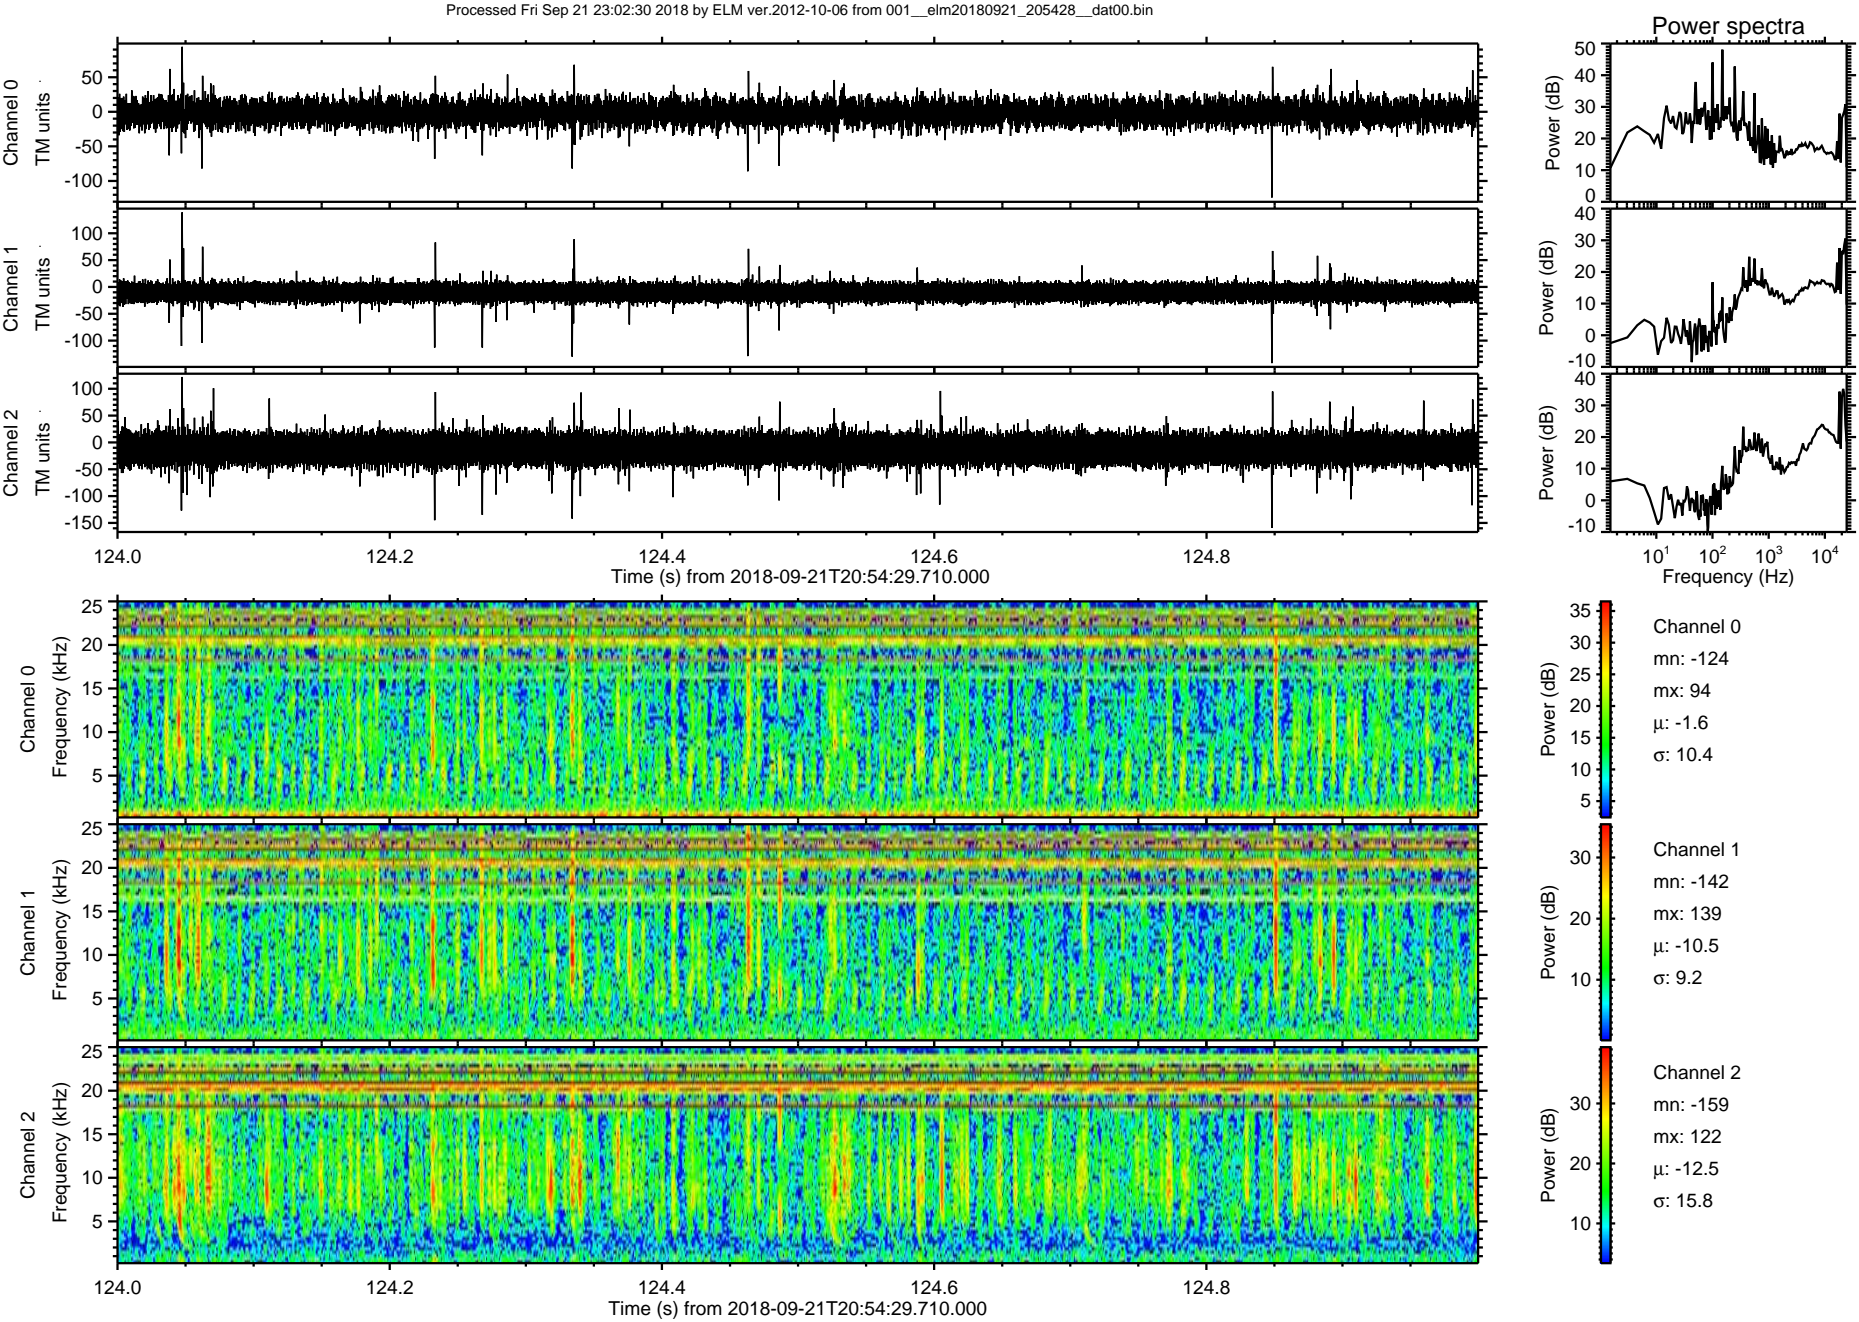 Processed Fri Sep 21 23:02:30 2018 by ELM ver.2012-10-06 from 001__elm20180921_205428__dat00.bin
Power spectra
Channel 0
TM units
50
0
-50
-100
Power (dB)
50
40
30
20
10
0
Channel 1
TM units
100
50
0
-50
-100
Power (dB)
40
30
20
10
0
-10
Channel 2
TM units
100
50
0
-50
-100
-150
Power (dB)
40
30
20
10
0
-10
124.0 124.2 124.4 124.6 124.8
Time (s) from 2018-09-21T20:54:29.710.000
10¹ 10² 10³ 10⁴
Frequency (Hz)
Channel 0
Frequency (kHz)
25
20
15
10
5
Power (dB)
35
30
25
20
15
10
5
Channel 0
mn: -124
mx: 94
μ: -1.6
σ: 10.4
Channel 1
Frequency (kHz)
25
20
15
10
5
Power (dB)
30
20
10
Channel 1
mn: -142
mx: 139
μ: -10.5
σ: 9.2
Channel 2
Frequency (kHz)
25
20
15
10
5
Power (dB)
30
20
10
Channel 2
mn: -159
mx: 122
μ: -12.5
σ: 15.8
124.0 124.2 124.4 124.6 124.8
Time (s) from 2018-09-21T20:54:29.710.000